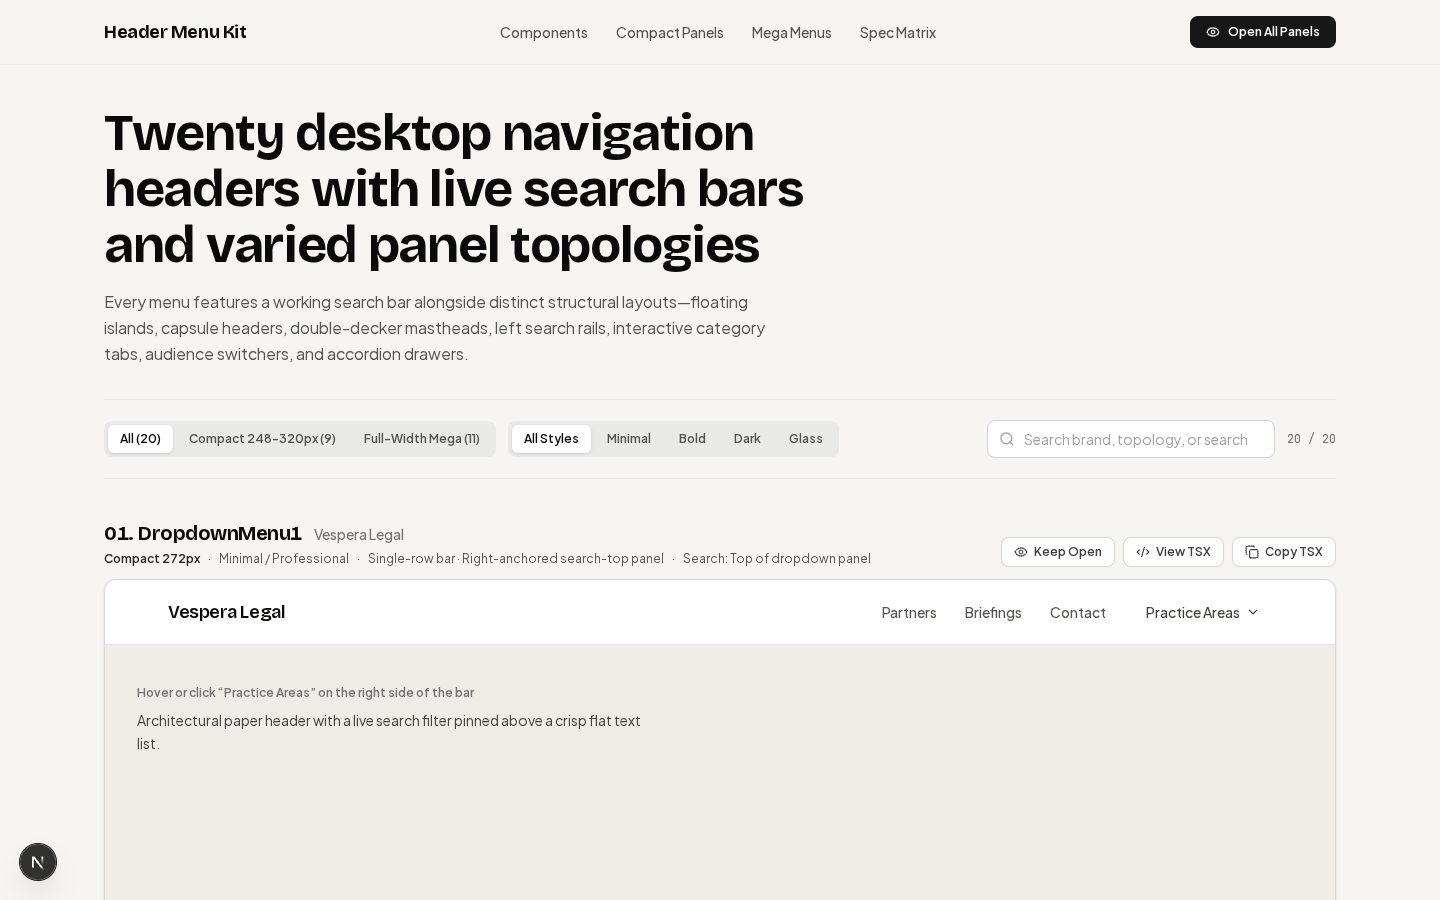 Header Menu Kit
Components
Compact Panels
Mega Menus
Spec Matrix
Open All Panels
Twenty desktop navigation
headers with live search bars
and varied panel topologies
Every menu features a working search bar alongside distinct structural layouts—floating
islands, capsule headers, double-decker mastheads, left search rails, interactive category
tabs, audience switchers, and accordion drawers.
All (20)
Compact 248-320px (9)
Full-Width Mega (11)
All Styles
Minimal
Bold
Dark
Glass
Search brand, topology, or search
20 / 20
01. DropdownMenu1 Vespera Legal
Compact 272px · Minimal / Professional · Single-row bar · Right-anchored search-top panel · Search: Top of dropdown panel
Keep Open
View TSX
Copy TSX
Vespera Legal
Partners
Briefings
Contact
Practice Areas
Hover or click “Practice Areas” on the right side of the bar
Architectural paper header with a live search filter pinned above a crisp flat text
list.
N